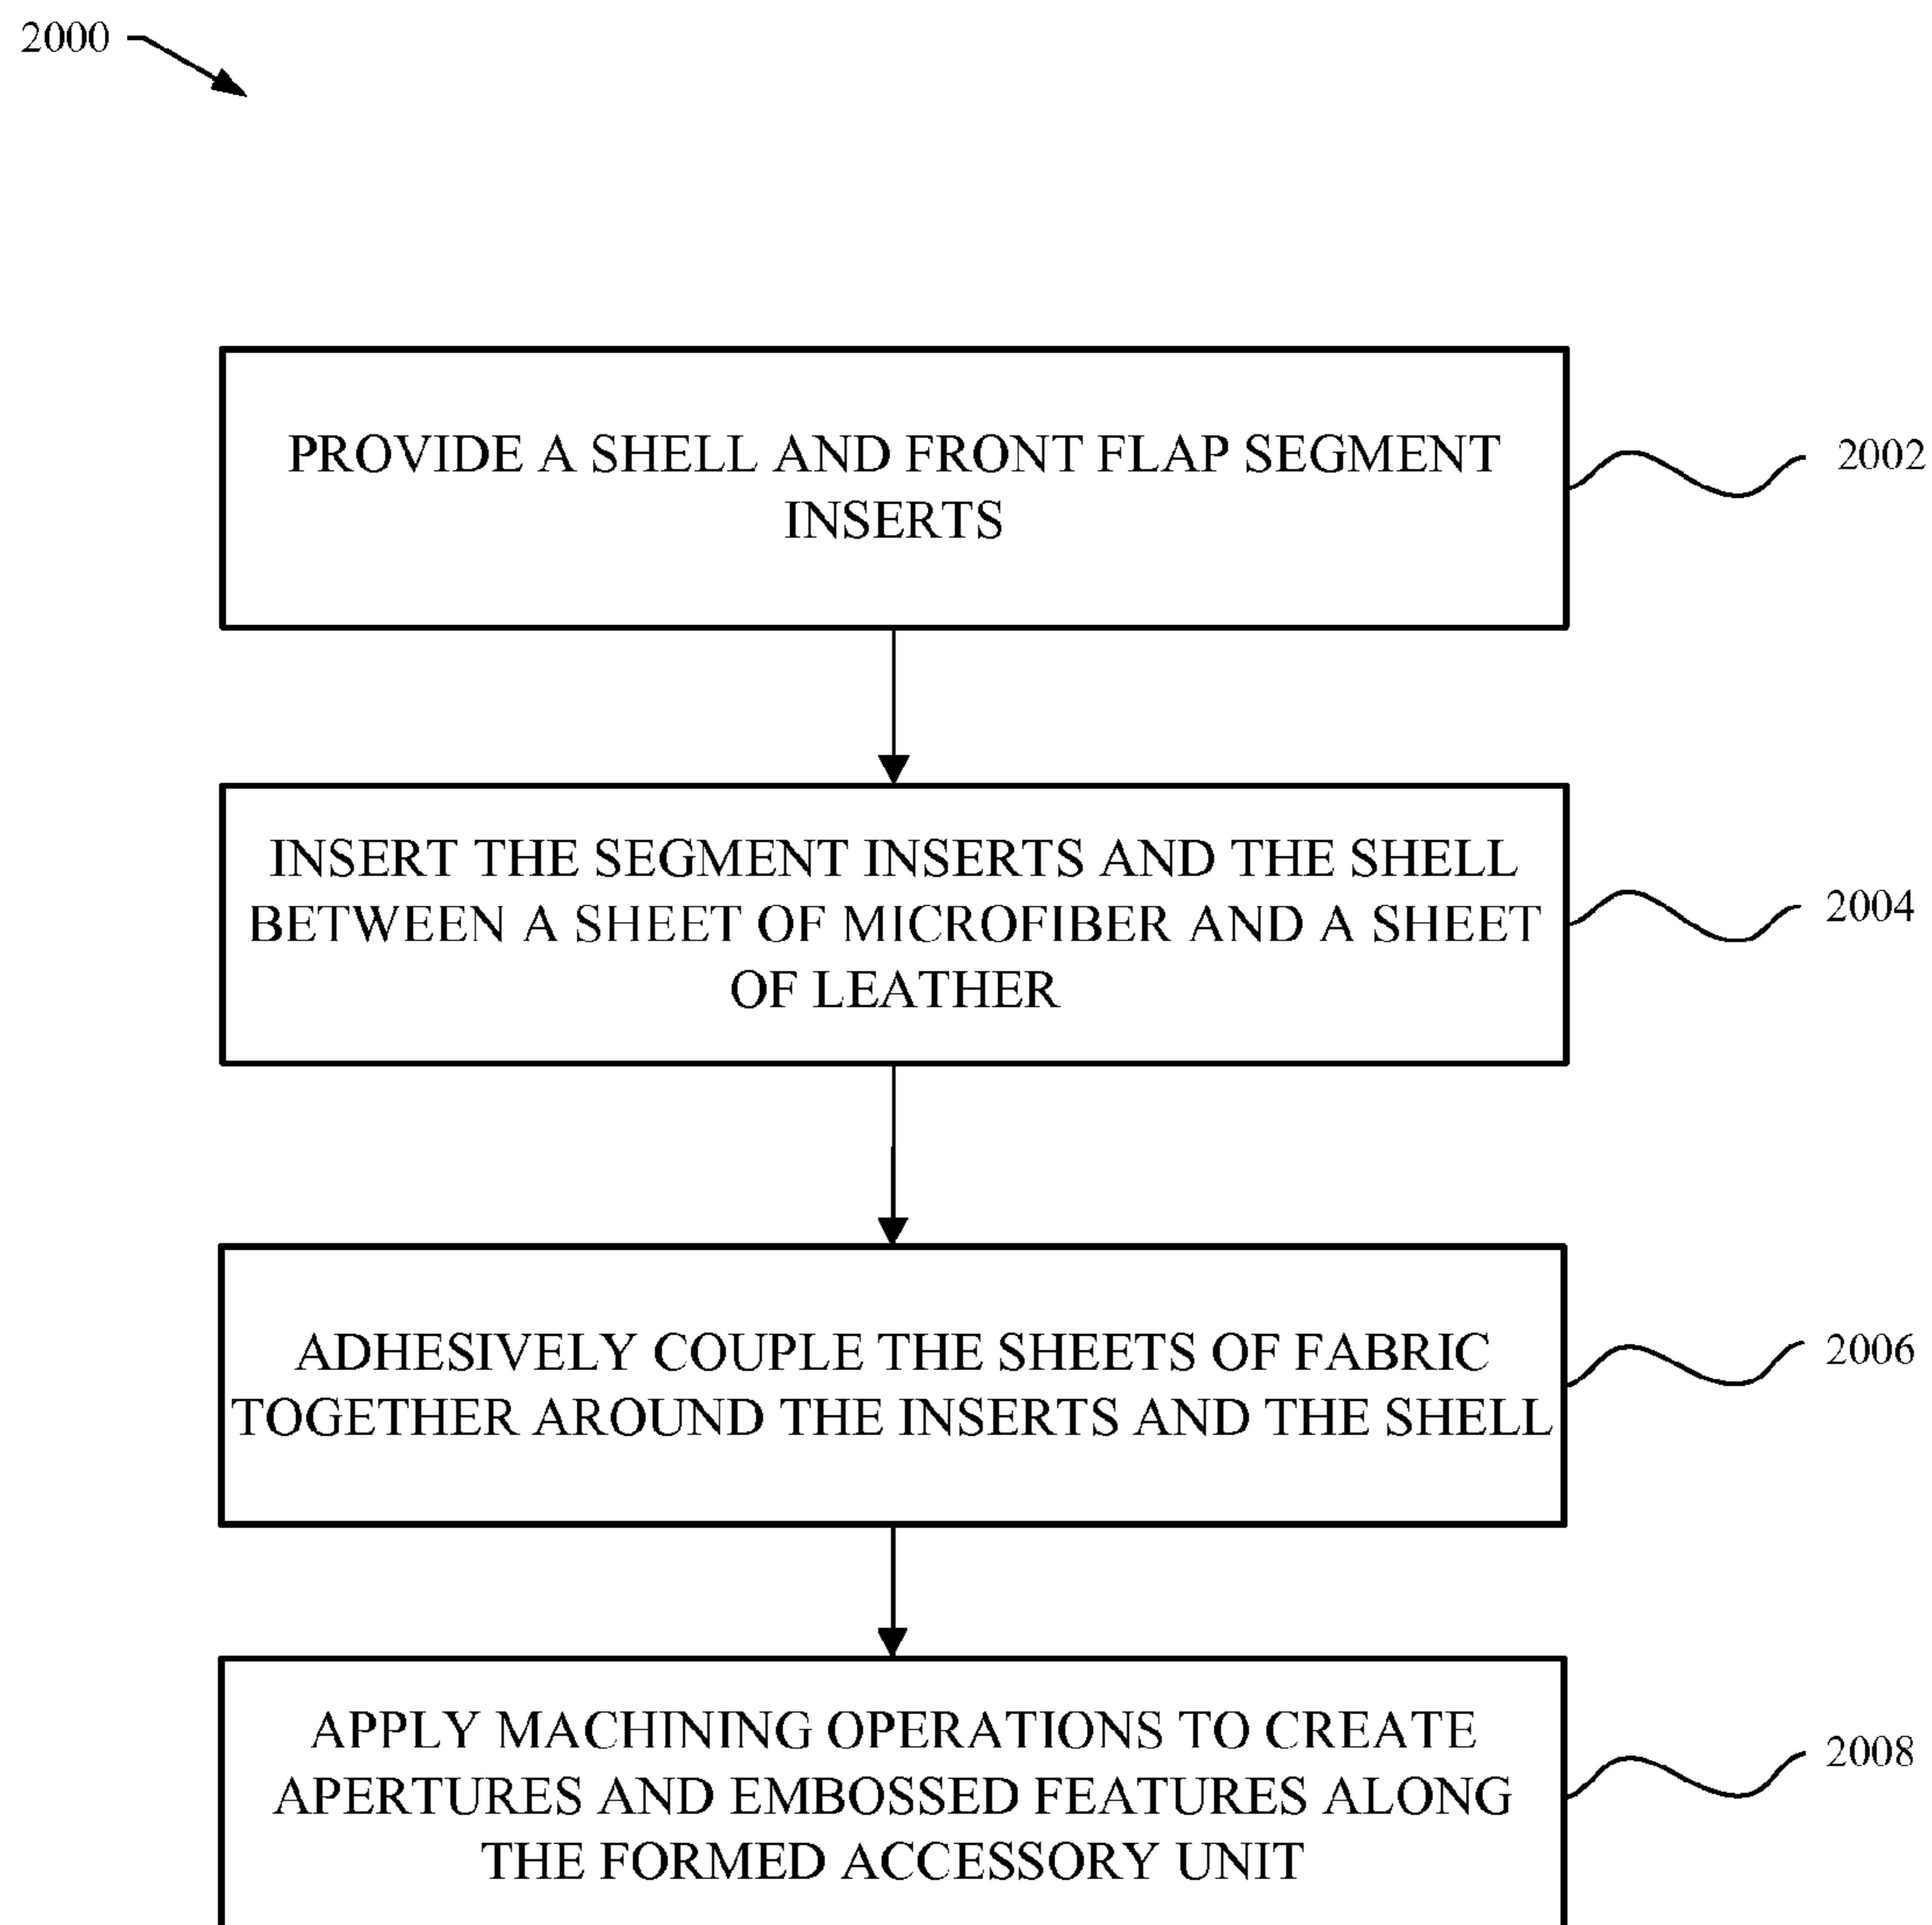 2000
PROVIDE A SHELL AND FRONT FLAP SEGMENT
INSERTS
2002
INSERT THE SEGMENT INSERTS AND THE SHELL
BETWEEN A SHEET OF MICROFIBER AND A SHEET
OF LEATHER
2004
ADHESIVELY COUPLE THE SHEETS OF FABRIC
TOGETHER AROUND THE INSERTS AND THE SHELL
2006
APPLY MACHINING OPERATIONS TO CREATE
APERTURES AND EMBOSSED FEATURES ALONG
THE FORMED ACCESSORY UNIT
2008